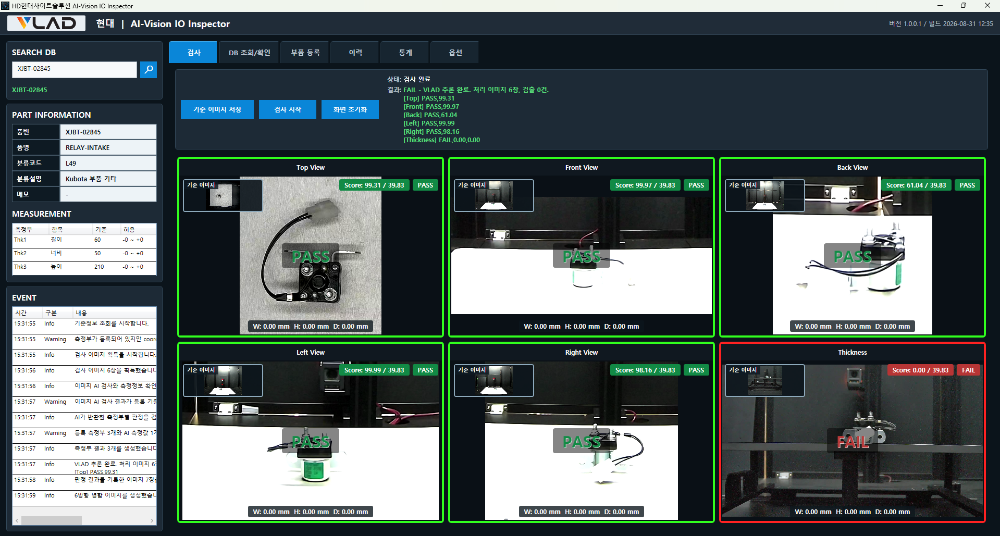 HD현대사이트솔루션 AI-Vision IO Inspector
VLAD 현대 | AI-Vision IO Inspector
버전 1.0.0.1 / 빌드 2026-08-31 12:35
SEARCH DB
XJBT-02845
XJBT-02845
PART INFORMATION
품번 XJBT-02845
품명 RELAY-INTAKE
분류코드 L49
분류설명 Kubota 부품 기타
메모 -
MEASUREMENT
측정부 항목 기준 허용
Thk1 길이 60 -0 ~ +0
Thk2 너비 50 -0 ~ +0
Thk3 높이 210 -0 ~ +0
EVENT
시간 구분 내용
15:31:55 Info 기준정보 조회를 시작합니다.
15:31:55 Warning 측정부가 등록되어 있지만 coor
15:31:55 Info 검사 이미지 획득을 시작합니다.
15:31:56 Info 검사 이미지 6장을 획득했습니다
15:31:56 Info 이미지 AI 검사와 측정정보 확인
15:31:57 Warning 이미지 AI 검사 결과가 등록 기준
15:31:57 Info AI가 반환한 측정부별 판정을 검
15:31:57 Warning 등록 측정부 3개와 AI 측정값 1개
15:31:57 Info 측정부 결과 3개를 생성했습니다
15:31:57 Info VLAD 추론 완료. 처리 이미지 6장
[Top] PASS,99.31
15:31:58 Info 판정 결과를 기록한 이미지 7장을
15:31:59 Info 6방향 병합 이미지를 생성했습니
검사
DB 조회/확인
부품 등록
이력
통계
옵션
기준 이미지 저장
검사 시작
화면 초기화
상태: 검사 완료
결과: FAIL - VLAD 추론 완료. 처리 이미지 6장, 검출 0건.
[Top] PASS,99.31
[Front] PASS,99.97
[Back] PASS,61.04
[Left] PASS,99.99
[Right] PASS,98.16
[Thickness] FAIL,0.00,0.00
Top View
기준 이미지
Score: 99.31 / 39.83 PASS
PASS
W: 0.00 mm H: 0.00 mm D: 0.00 mm
Front View
기준 이미지
Score: 99.97 / 39.83 PASS
PASS
W: 0.00 mm H: 0.00 mm D: 0.00 mm
Back View
기준 이미지
Score: 61.04 / 39.83 PASS
PASS
W: 0.00 mm H: 0.00 mm D: 0.00 mm
Left View
기준 이미지
Score: 99.99 / 39.83 PASS
PASS
W: 0.00 mm H: 0.00 mm D: 0.00 mm
Right View
기준 이미지
Score: 98.16 / 39.83 PASS
PASS
W: 0.00 mm H: 0.00 mm D: 0.00 mm
Thickness
기준 이미지
Score: 0.00 / 39.83 FAIL
FAIL
W: 0.00 mm H: 0.00 mm D: 0.00 mm